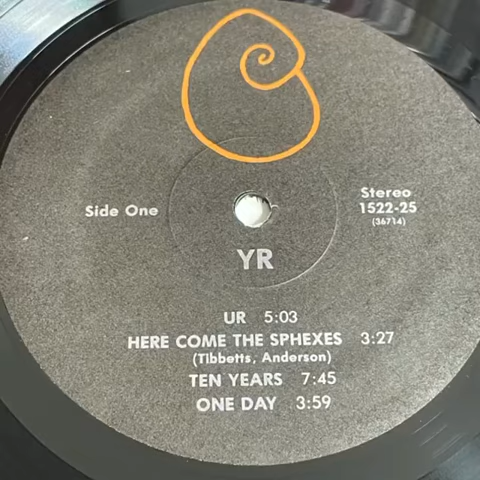 Side One
Stereo
1522-25
(36714)
YR
UR 5:03
HERE COME THE SPHEXES 3:27
(Tibbetts, Anderson)
TEN YEARS 7:45
ONE DAY 3:59